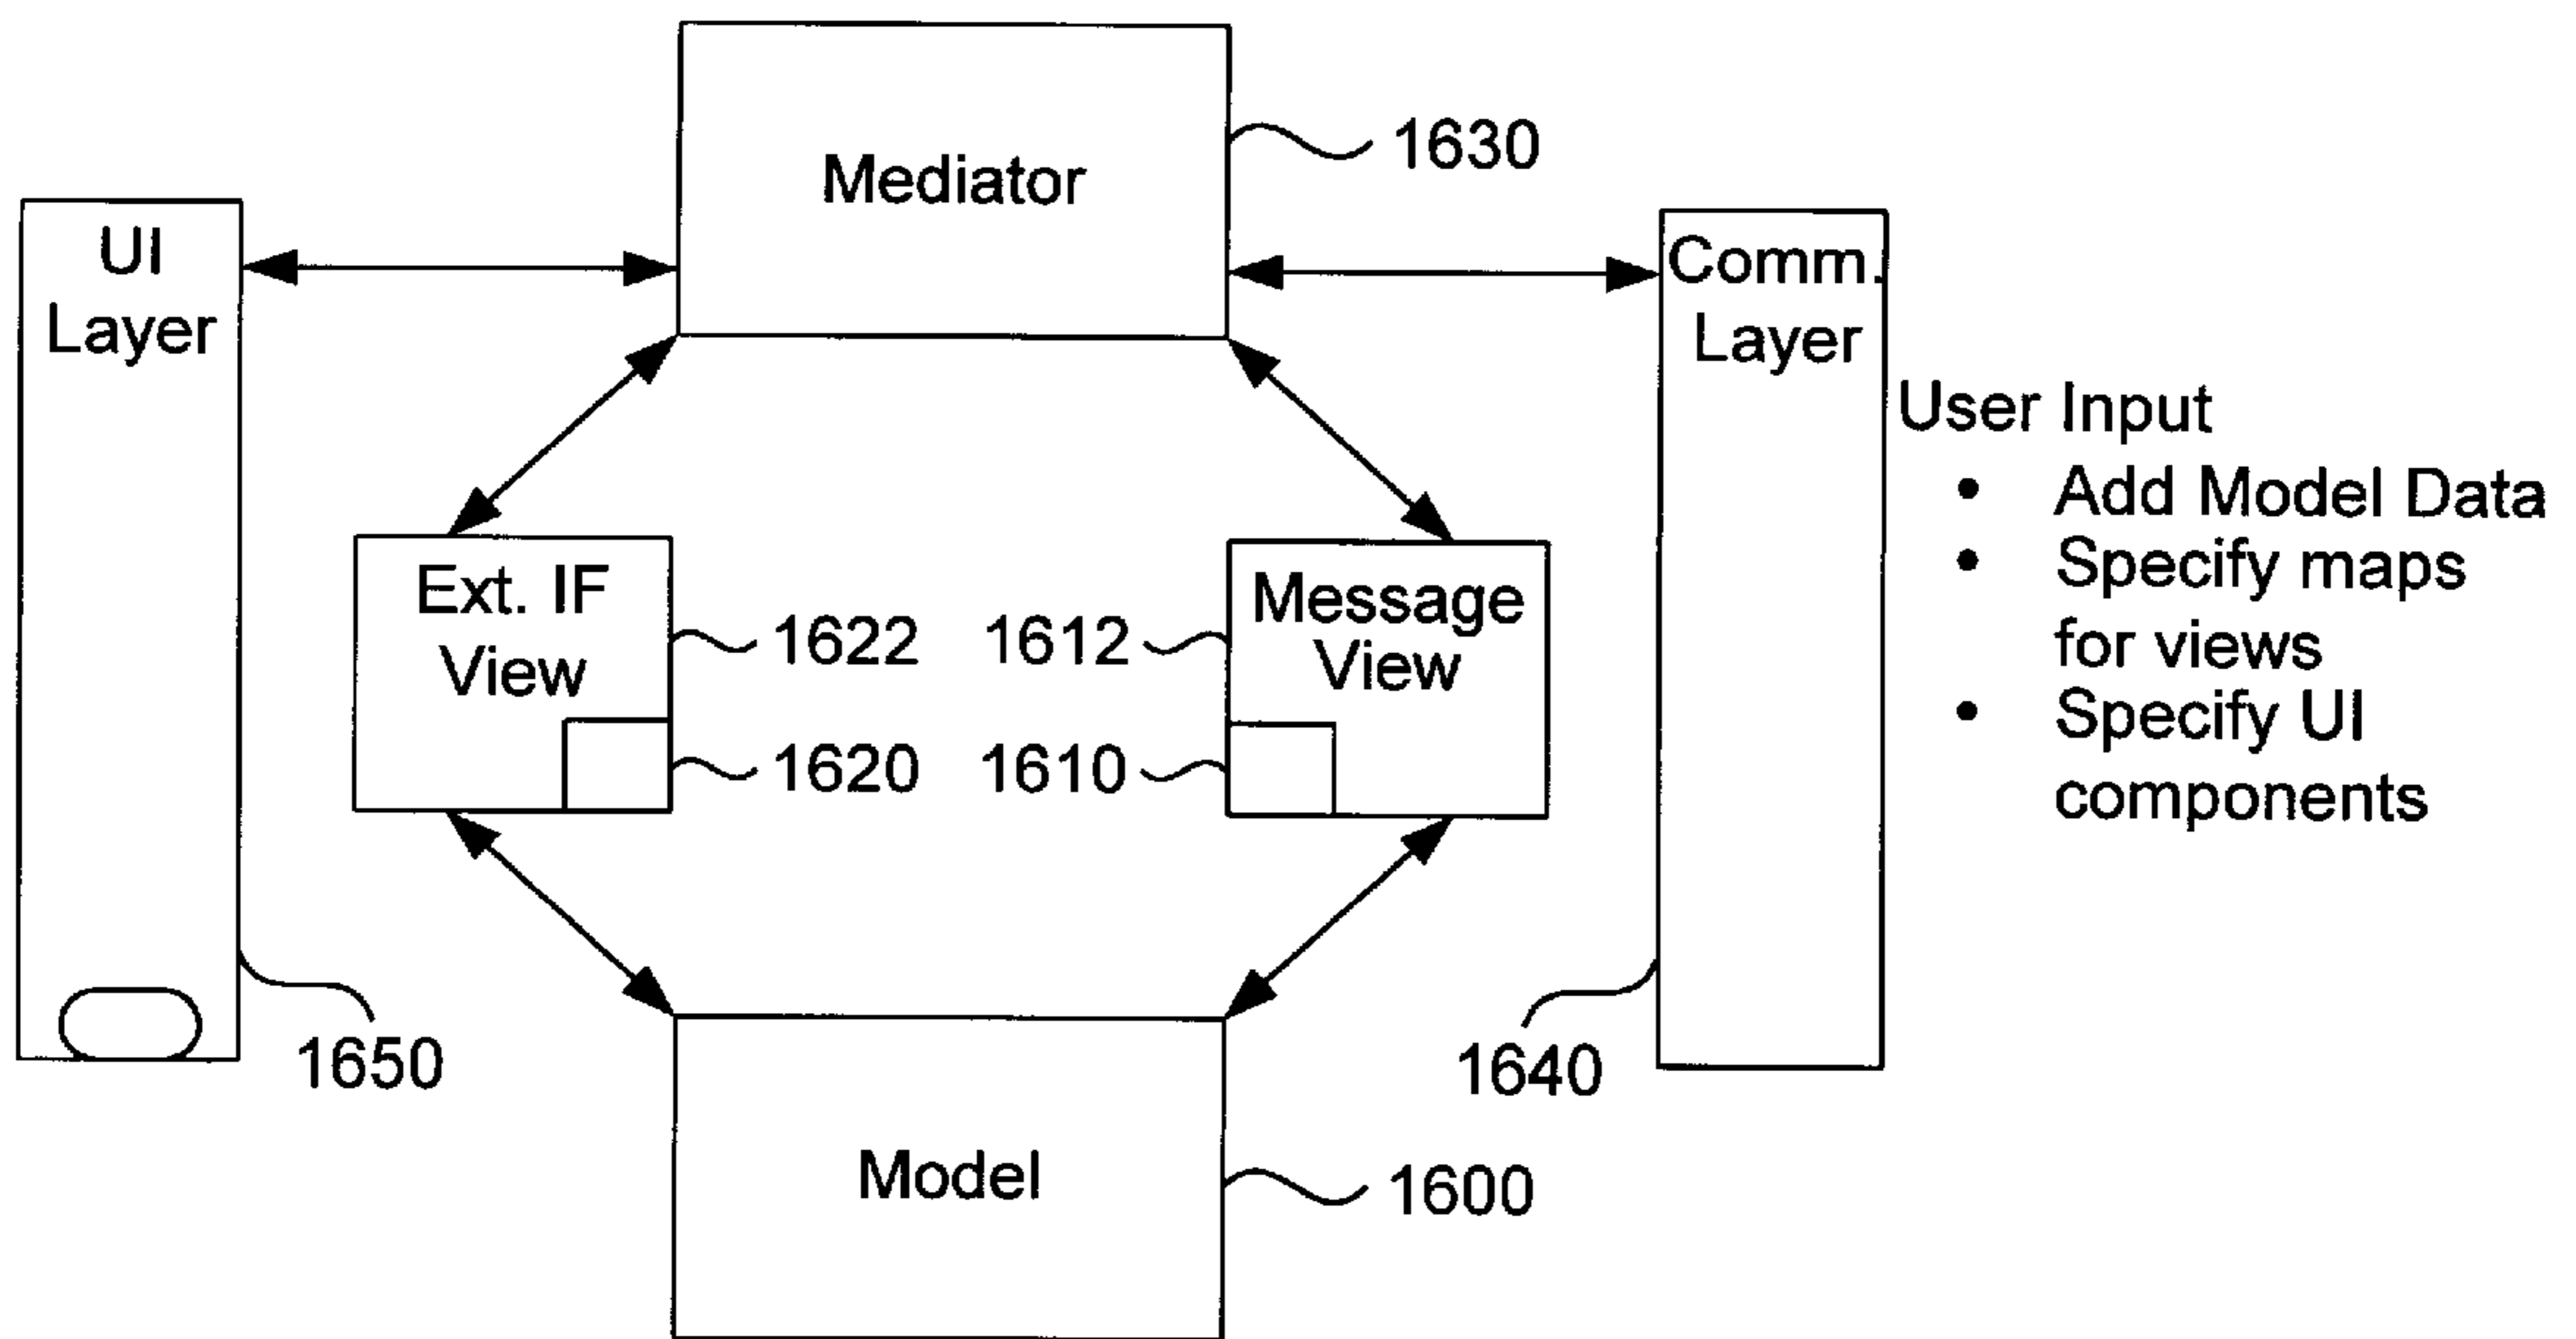 Mediator
1630
UI
Layer
Comm.
Layer
User Input
• Add Model Data
• Specify maps
for views
• Specify UI
components
Ext. IF
View
1622
1620
1612
1610
Message
View
1650
1640
Model
1600